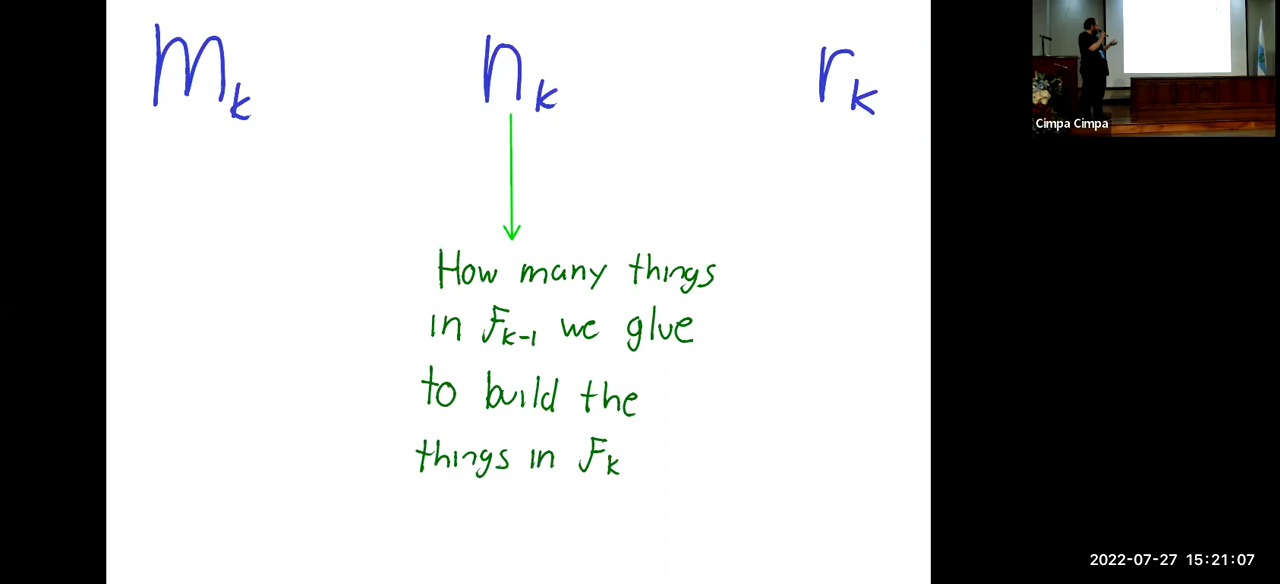 m_k n_k r_k
How many things
in F_{k-1} we glue
to build the
things in F_k
Cimpa Cimpa
2022-07-27 15:21:07